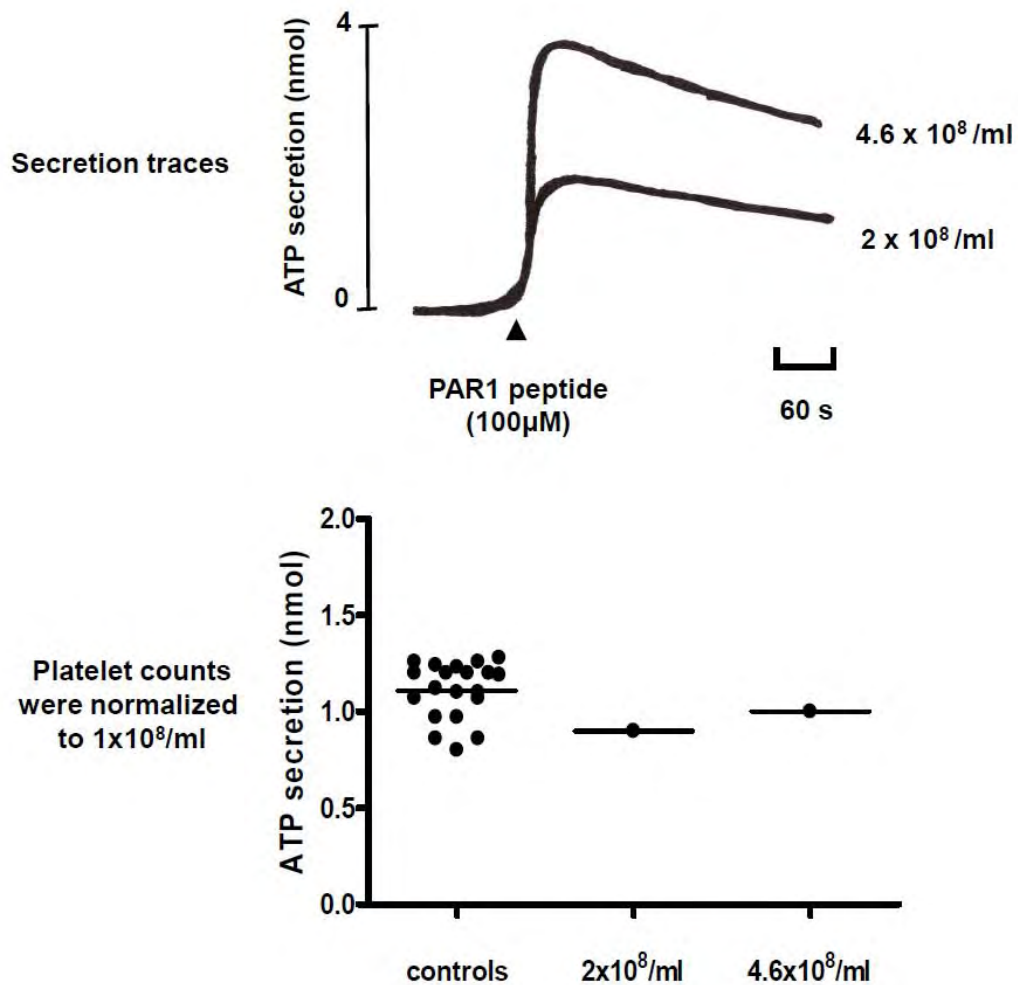 Secretion traces
ATP secretion (nmol)
4
0
4.6 x 10⁸/ml
2 x 10⁸/ml
PAR1 peptide
(100µM)
60 s
Platelet counts
were normalized
to 1x10⁸/ml
ATP secretion (nmol)
2.0
1.5
1.0
0.5
0.0
controls
2x10⁸/ml
4.6x10⁸/ml